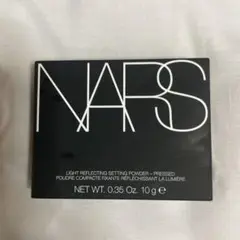 NARS
LIGHT REFLECTING SETTING POWDER – PRESSED
POUDRE COMPACTE FIXANTE RÉFLÉCHISSANT LA LUMIÈRE
NET WT. 0.35 Oz. 10 g ℮